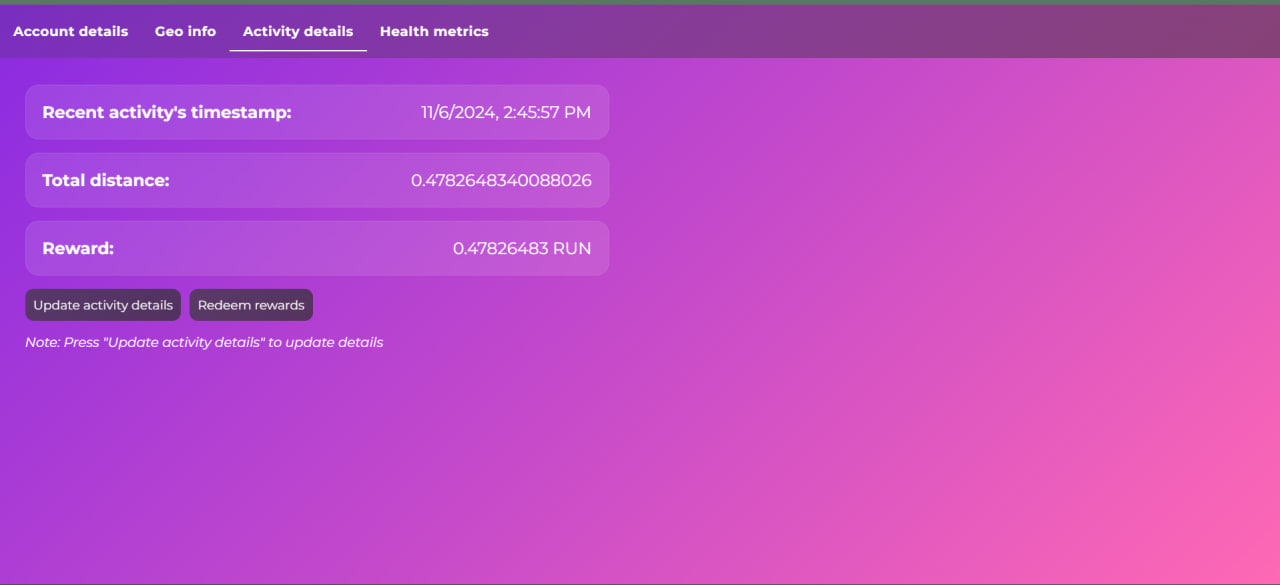 Account details Geo info Activity details Health metrics
Recent activity's timestamp: 11/6/2024, 2:45:57 PM
Total distance: 0.4782648340088026
Reward: 0.47826483 RUN
Update activity details Redeem rewards
Note: Press "Update activity details" to update details